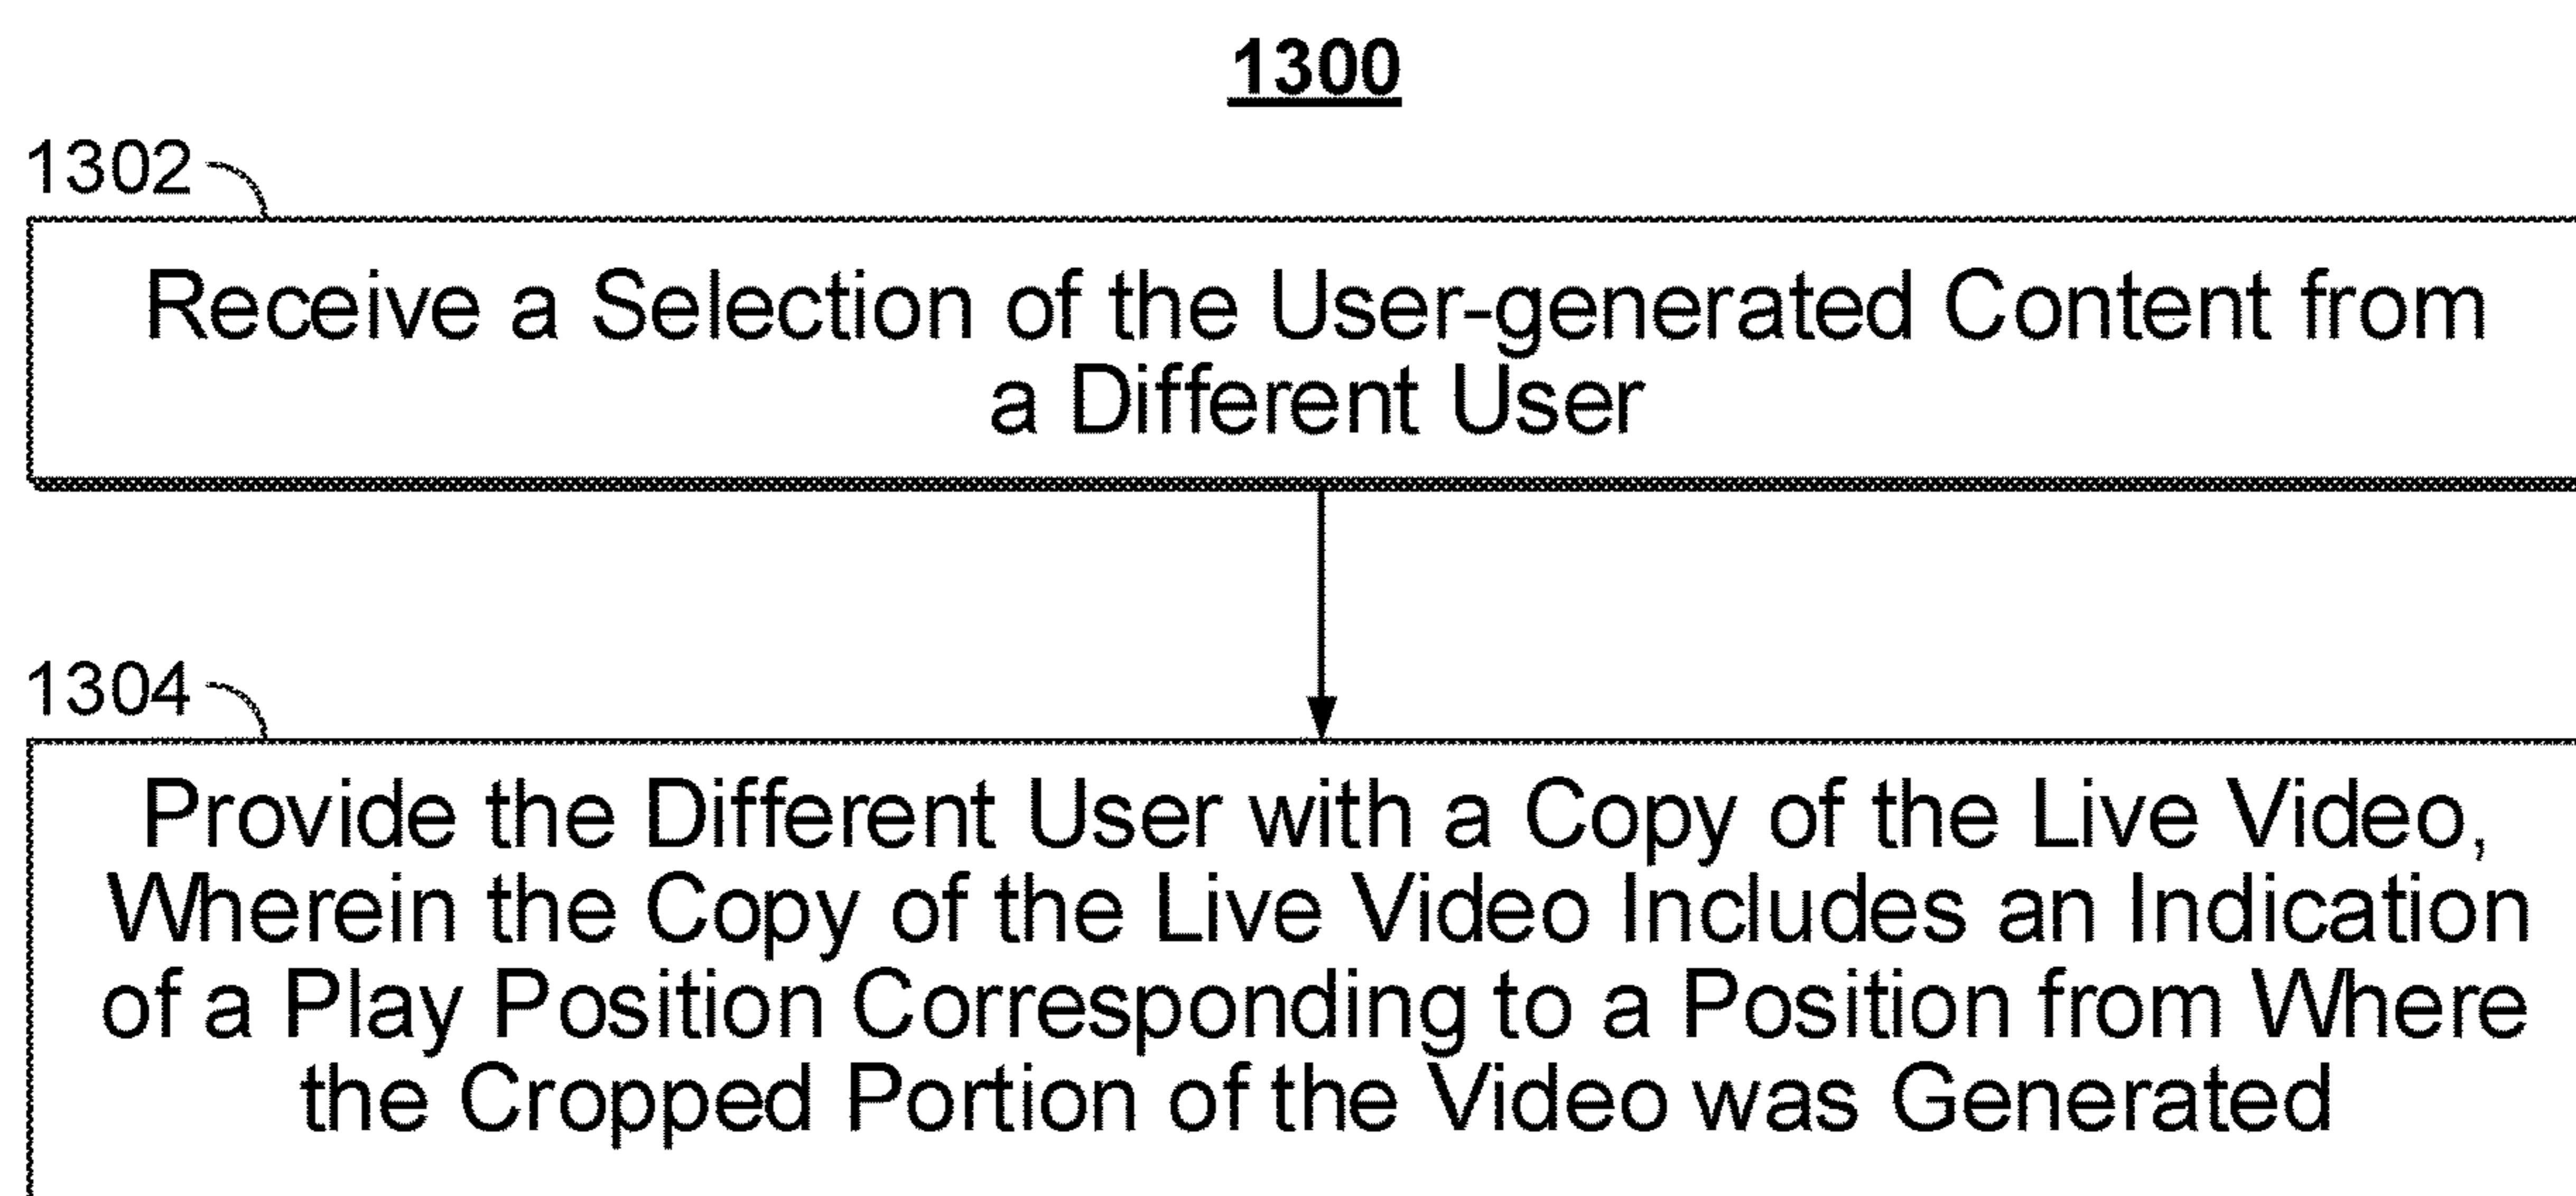 1300
1302
Receive a Selection of the User-generated Content from
a Different User
1304
Provide the Different User with a Copy of the Live Video,
Wherein the Copy of the Live Video Includes an Indication
of a Play Position Corresponding to a Position from Where
the Cropped Portion of the Video was Generated